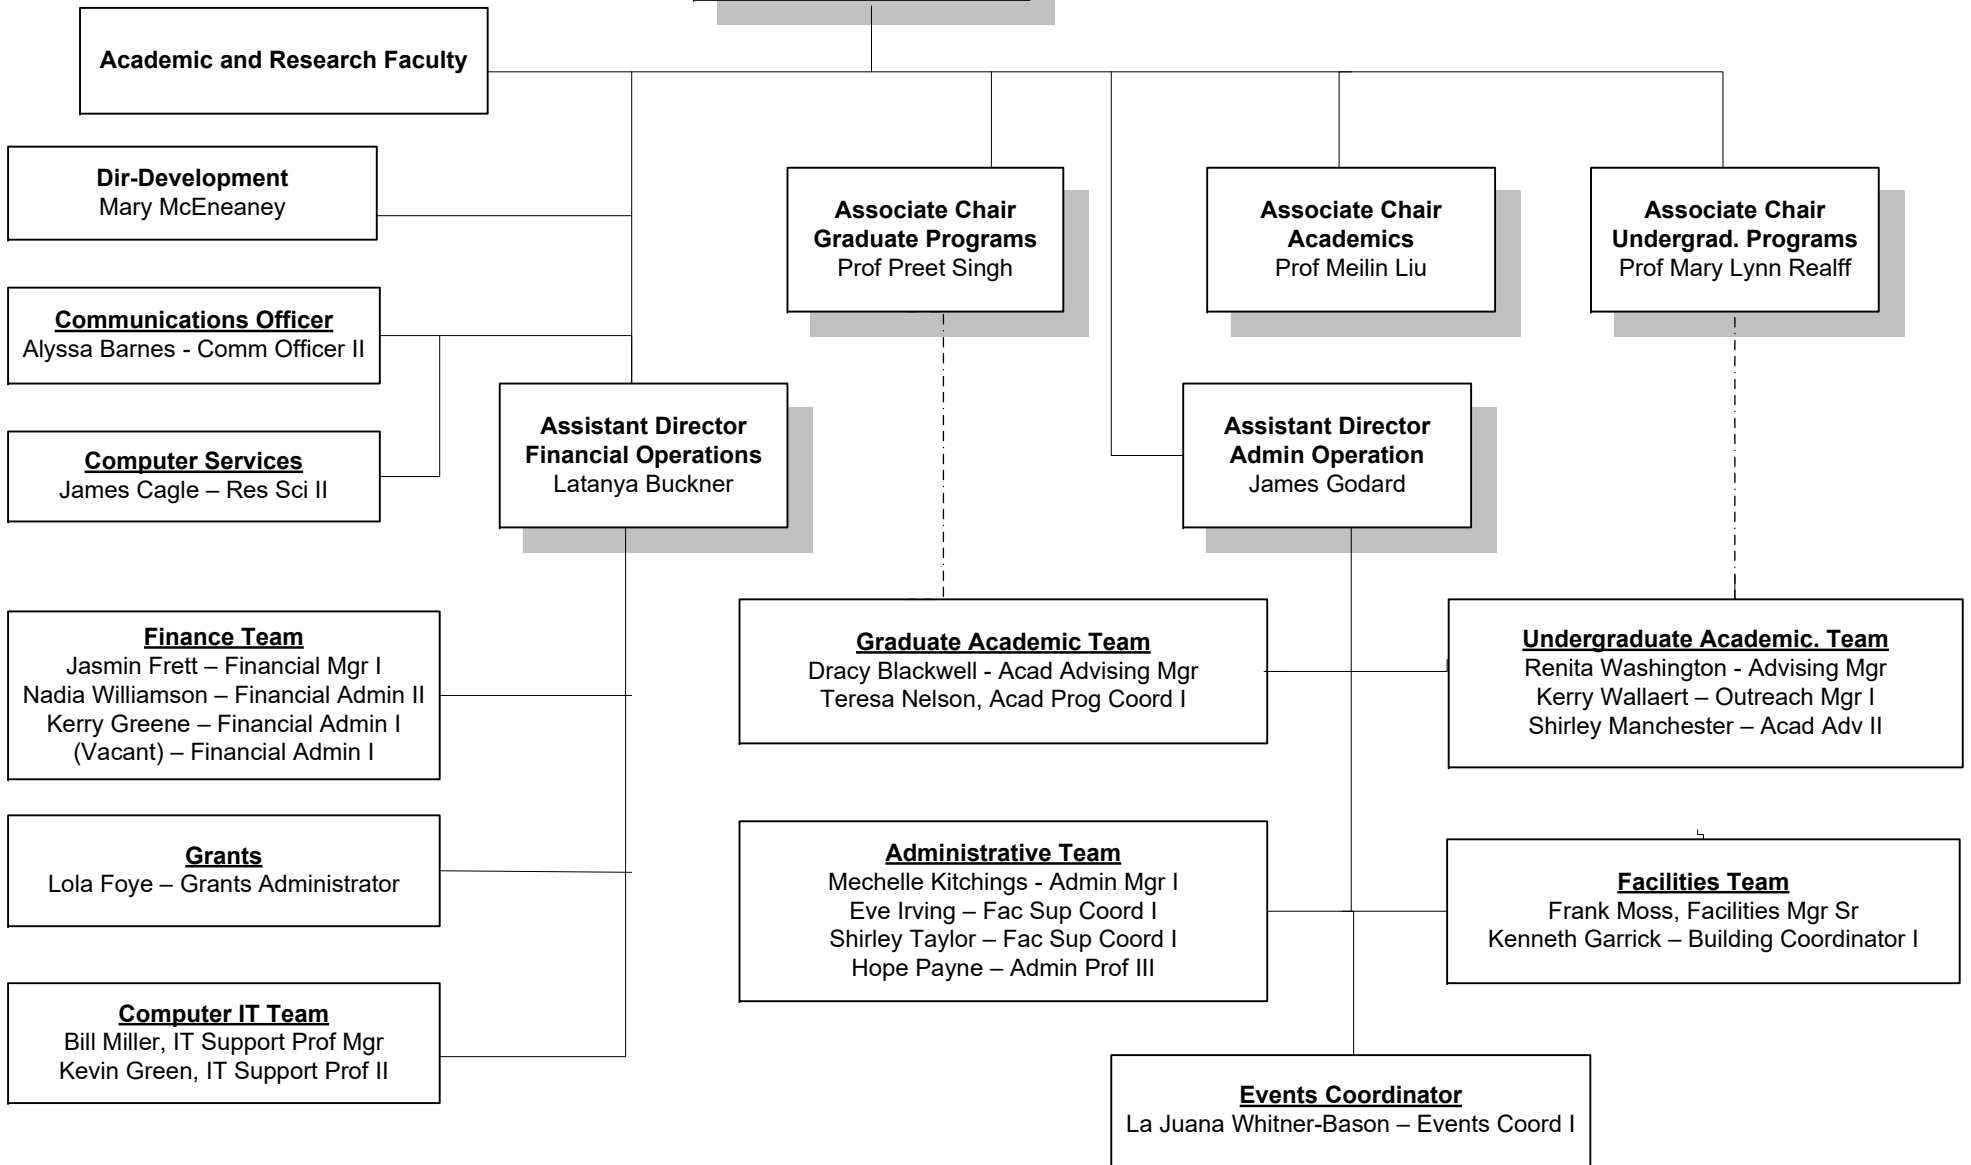 Academic and Research Faculty
Dir-Development
Mary McEneaney
Associate Chair
Graduate Programs
Prof Preet Singh
Associate Chair
Academics
Prof Meilin Liu
Associate Chair
Undergrad. Programs
Prof Mary Lynn Realff
Communications Officer
Alyssa Barnes - Comm Officer II
Computer Services
James Cagle – Res Sci II
Assistant Director
Financial Operations
Latanya Buckner
Assistant Director
Admin Operation
James Godard
Finance Team
Jasmin Frett – Financial Mgr I
Nadia Williamson – Financial Admin II
Kerry Greene – Financial Admin I
(Vacant) – Financial Admin I
Graduate Academic Team
Dracy Blackwell - Acad Advising Mgr
Teresa Nelson, Acad Prog Coord I
Undergraduate Academic. Team
Renita Washington - Advising Mgr
Kerry Wallaert – Outreach Mgr I
Shirley Manchester – Acad Adv II
Grants
Lola Foye – Grants Administrator
Administrative Team
Mechelle Kitchings - Admin Mgr I
Eve Irving – Fac Sup Coord I
Shirley Taylor – Fac Sup Coord I
Hope Payne – Admin Prof III
Facilities Team
Frank Moss, Facilities Mgr Sr
Kenneth Garrick – Building Coordinator I
Computer IT Team
Bill Miller, IT Support Prof Mgr
Kevin Green, IT Support Prof II
Events Coordinator
La Juana Whitner-Bason – Events Coord I